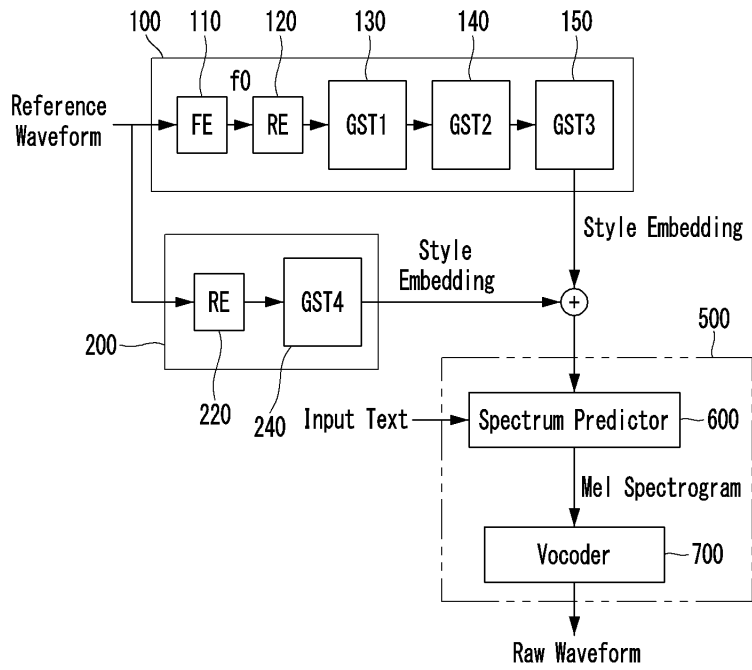 100
110
120
130
140
150
f0
Reference
Waveform
FE
RE
GST1
GST2
GST3
Style Embedding
Style
Embedding
RE
GST4
+
200
220
240
500
Input Text
Spectrum Predictor
600
Mel Spectrogram
Vocoder
700
Raw Waveform